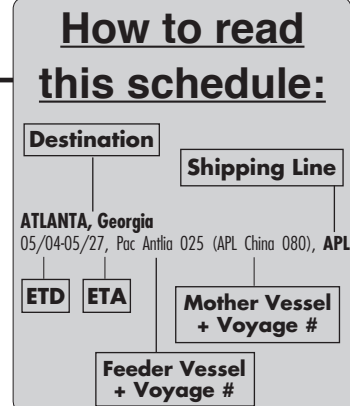 How to read
this schedule:
Destination
Shipping Line
ATLANTA, Georgia
05/04-05/27, Pac Antlia 025 (APL China 080), APL
ETD
ETA
Mother Vessel
+ Voyage #
Feeder Vessel
+ Voyage #